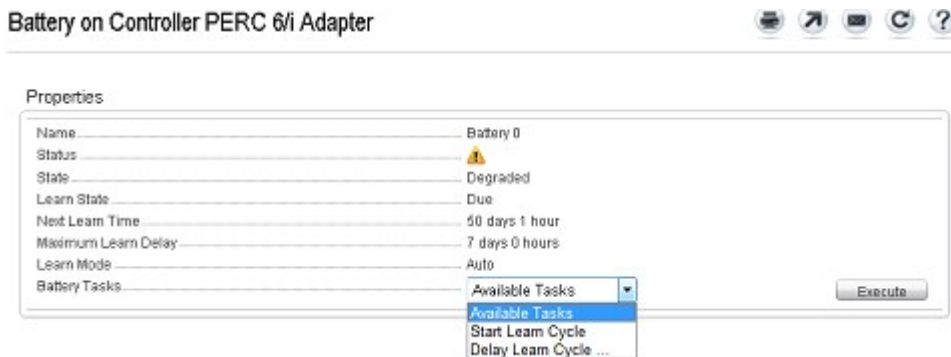 Battery on Controller PERC 6/i Adapter
?
Properties
Name Battery 0
Status
State Degraded
Learn State Due
Next Learn Time 50 days 1 hour
Maximum Learn Delay 7 days 0 hours
Learn Mode Auto
Battery Tasks Available Tasks Execute
Available Tasks
Start Learn Cycle
Delay Learn Cycle ...